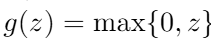 g(z) = max{0, z}